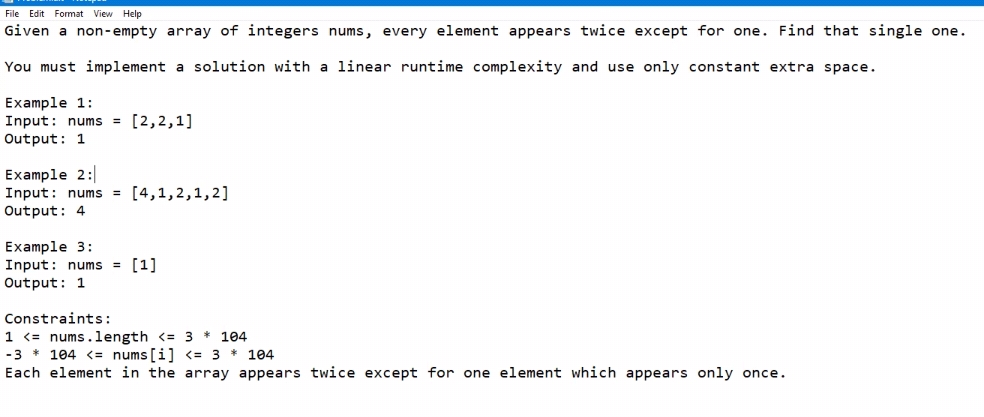 File Edit Format View Help
Given a non-empty array of integers nums, every element appears twice except for one. Find that single one.
You must implement a solution with a linear runtime complexity and use only constant extra space.
Example 1:
Input: nums = [2,2,1]
Output: 1
Example 2:
Input: nums = [4,1,2,1,2]
Output: 4
Example 3:
Input: nums = [1]
Output: 1
Constraints:
1 <= nums.length <= 3 * 104
-3 * 104 <= nums[i] <= 3 * 104
Each element in the array appears twice except for one element which appears only once.